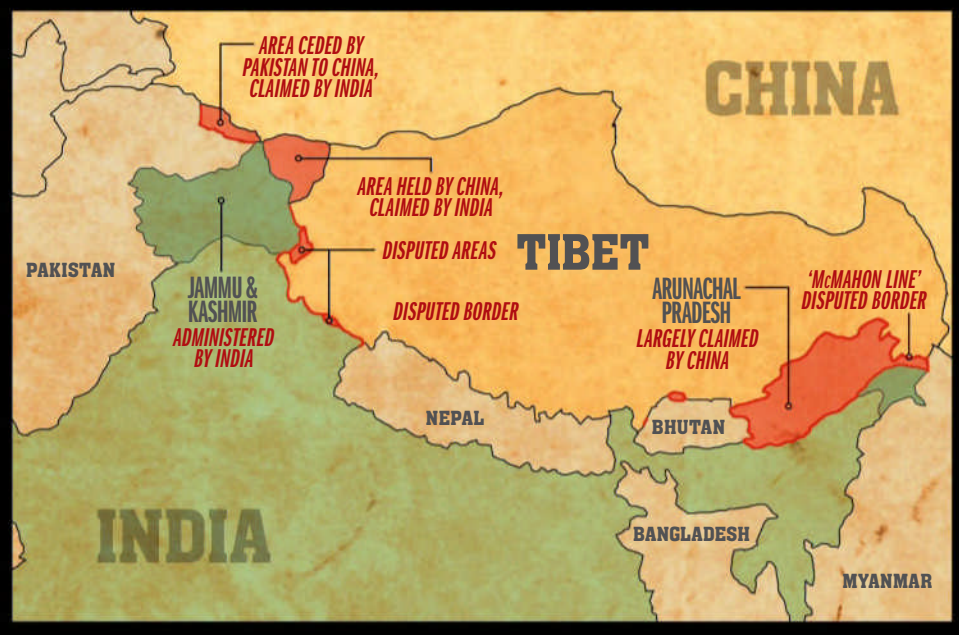 AREA CEDED BY
PAKISTAN TO CHINA,
CLAIMED BY INDIA
CHINA
AREA HELD BY CHINA,
CLAIMED BY INDIA
DISPUTED AREAS
TIBET
PAKISTAN
JAMMU &
KASHMIR
ADMINISTERED
BY INDIA
DISPUTED BORDER
ARUNACHAL
PRADESH
LARGELY CLAIMED
BY CHINA
‘McMAHON LINE’
DISPUTED BORDER
NEPAL
BHUTAN
INDIA
BANGLADESH
MYANMAR